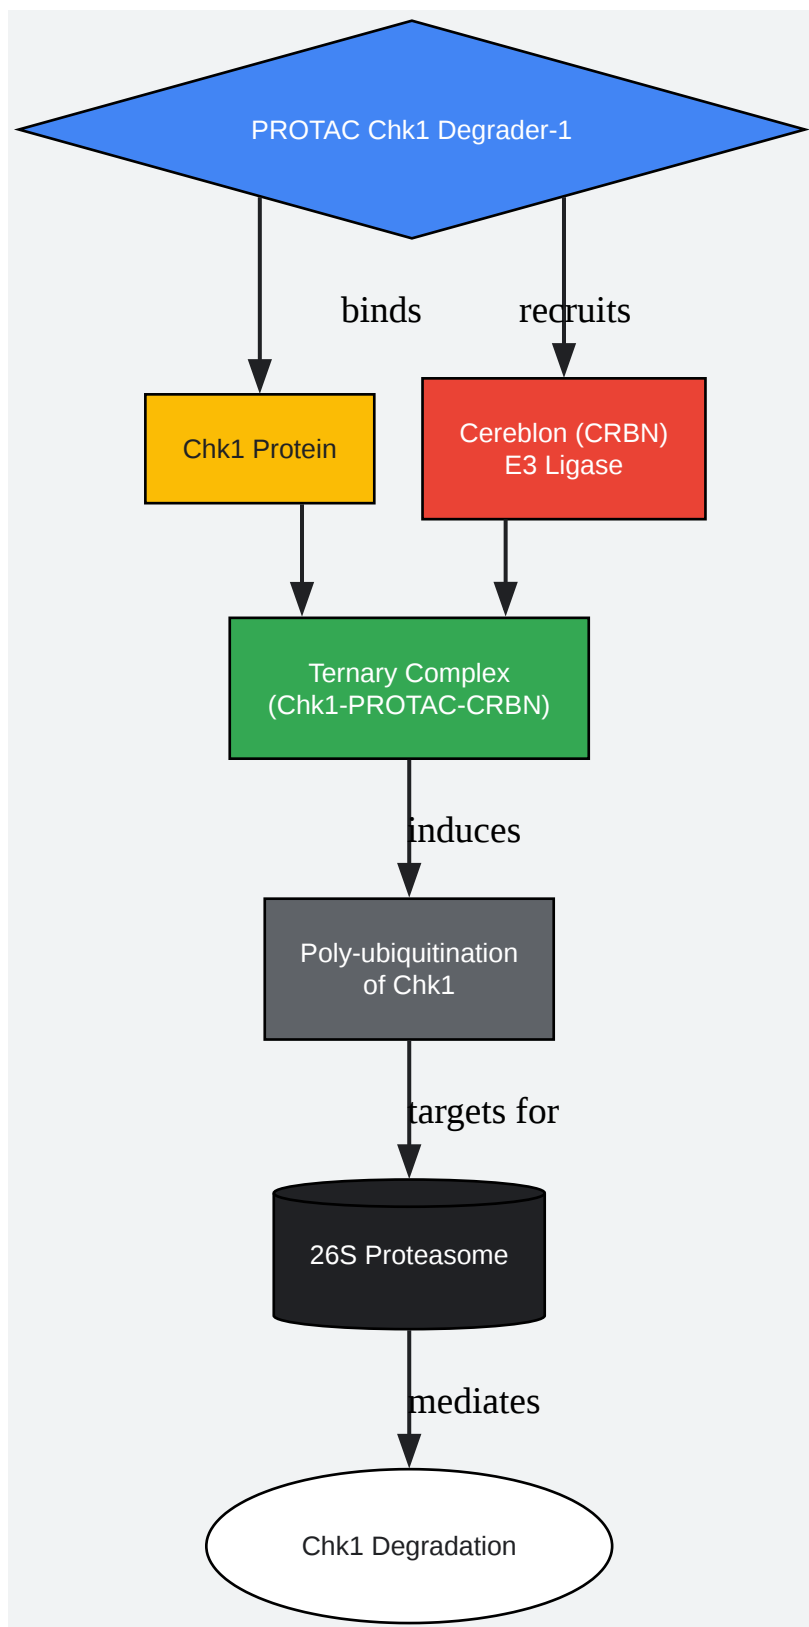 PROTAC Chk1 Degrader-1
binds
recruits
Chk1 Protein
Cereblon (CRBN)
E3 Ligase
Ternary Complex
(Chk1-PROTAC-CRBN)
induces
Poly-ubiquitination
of Chk1
targets for
26S Proteasome
mediates
Chk1 Degradation